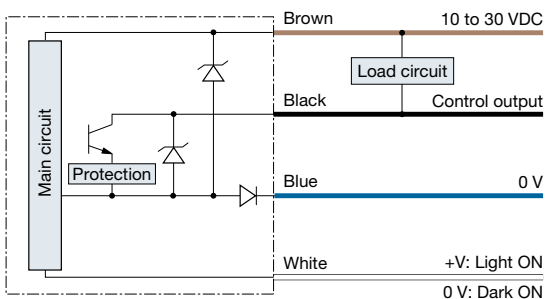 Brown 10 to 30 VDC
Load circuit
Black Control output
Main circuit
Protection
Blue 0 V
White +V: Light ON
0 V: Dark ON